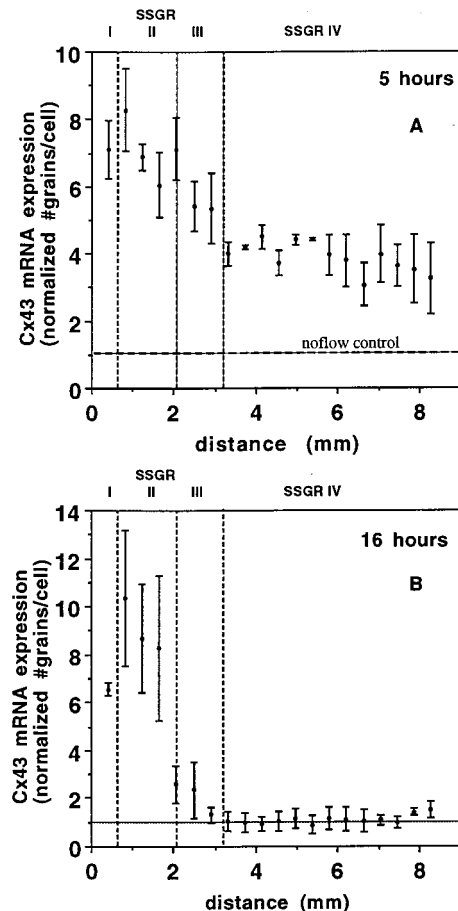 SSGR
I II III SSGR IV
10
8
6
4
2
0
Cx43 mRNA expression
(normalized #grains/cell)
5 hours
A
noflow control
0 2 4 6 8
distance (mm)
SSGR
I II III SSGR IV
14
12
10
8
6
4
2
0
Cx43 mRNA expression
(normalized #grains/cell)
16 hours
B
0 2 4 6 8
distance (mm)